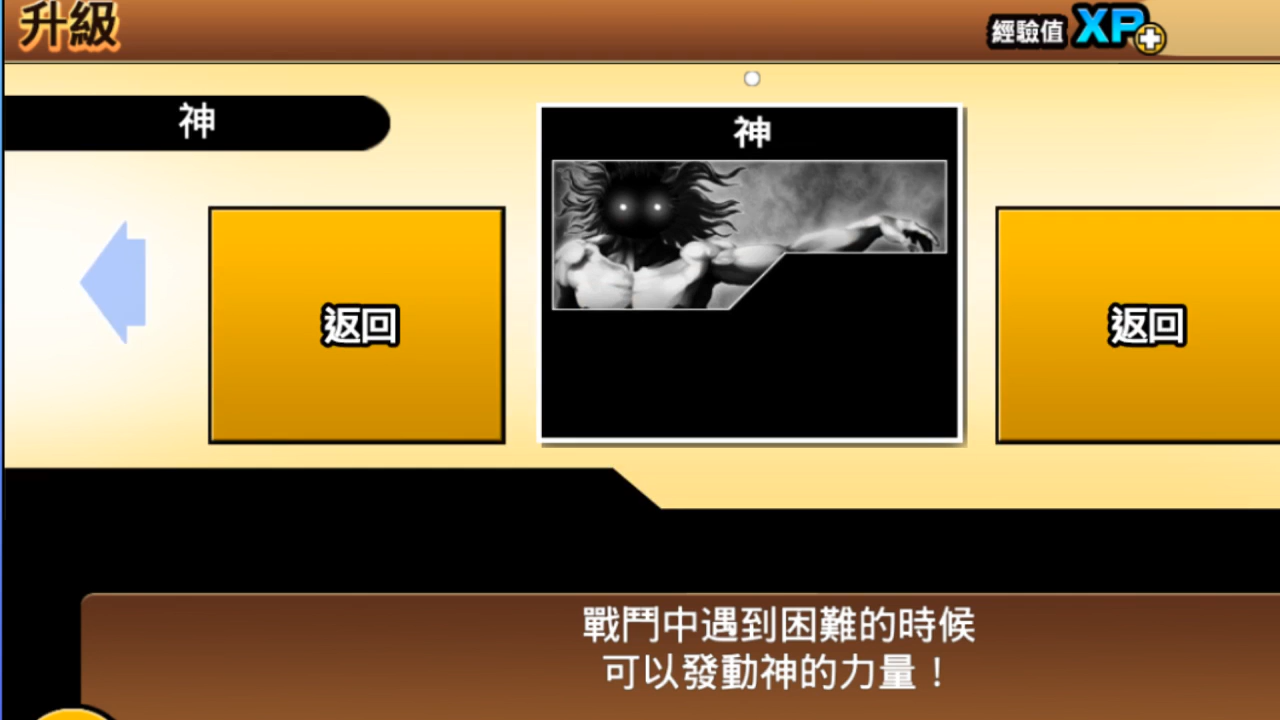 升級
經驗值 XP
神
神
返回
返回
戰鬥中遇到困難的時候
可以發動神的力量！